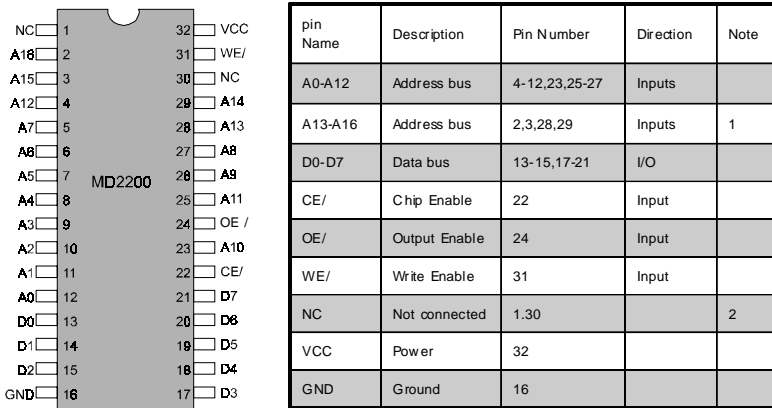 NC 1 32 VCC
A16 2 31 WE/
A15 3 30 NC
A12 4 29 A14
A7 5 28 A13
A6 6 27 A8
A5 7 26 A9
MD2200
A4 8 25 A11
A3 9 24 OE /
A2 10 23 A10
A1 11 22 CE/
A0 12 21 D7
D0 13 20 D6
D1 14 19 D5
D2 15 18 D4
GND 16 17 D3
pin Name Description Pin Number Direction Note
A0-A12 Address bus 4-12,23,25-27 Inputs
A13-A16 Address bus 2,3,28,29 Inputs 1
D0-D7 Data bus 13-15,17-21 I/O
CE/ Chip Enable 22 Input
OE/ Output Enable 24 Input
WE/ Write Enable 31 Input
NC Not connected 1.30 2
VCC Power 32
GND Ground 16